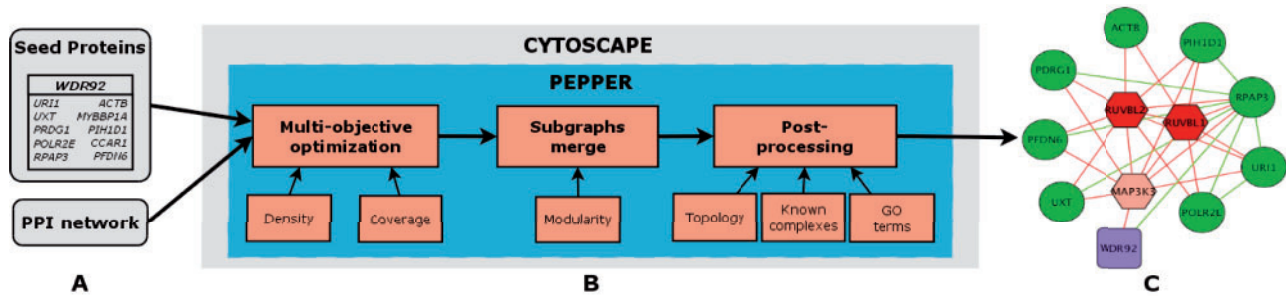 Seed Proteins
WDR92
URI1 ACTB
UXT MYBBP1A
PRDG1 PIH1D1
POLR2E CCAR1
RPAP3 PFDN6
PPI network
A
CYTOSCAPE
PEPPER
Multi-objective
optimization
Subgraphs
merge
Post-
processing
Density
Coverage
Modularity
Topology
Known
complexes
GO
terms
B
ACTB
PIH1D1
PDRG1
RPAP3
RUVBL2
RUVBL1
PFDN6
URI1
MAP3K3
UXT
POLR2E
WDR92
C